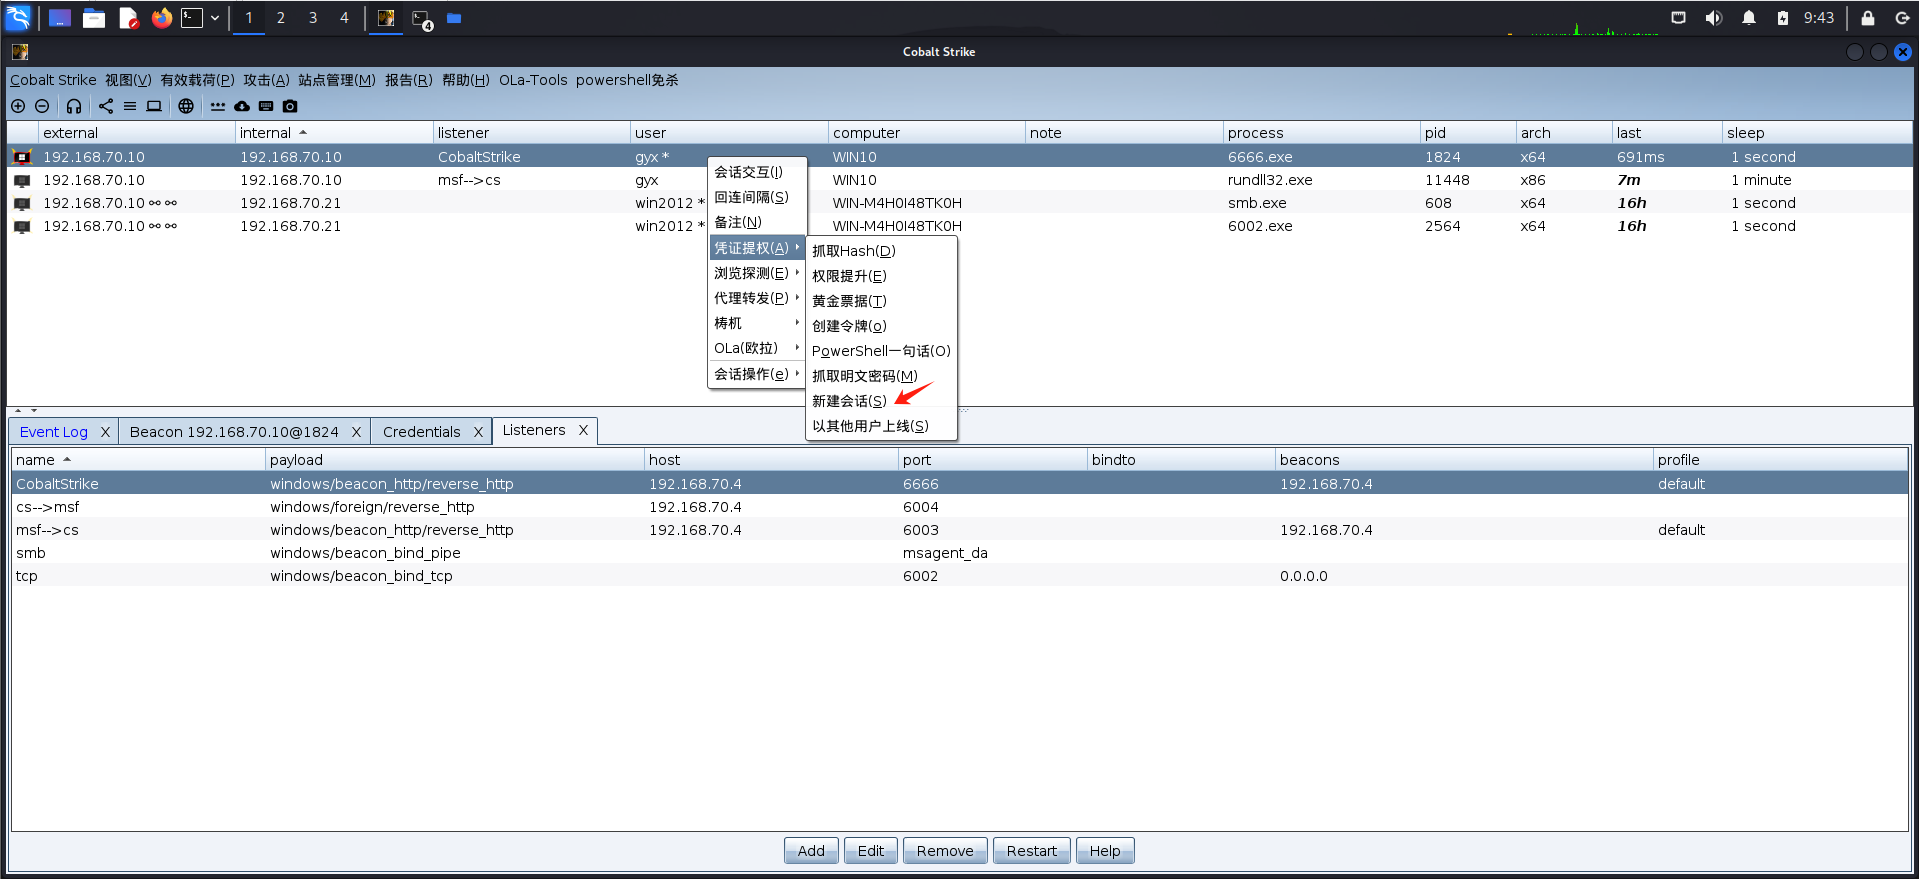 1 2 3 4 4 9:43
Cobalt Strike
Cobalt Strike 视图(V) 有效载荷(P) 攻击(A) 站点管理(M) 报告(R) 帮助(H) OLa-Tools powershell免杀
external internal listener user computer note process pid arch last sleep
192.168.70.10 192.168.70.10 CobaltStrike gyx * WIN10 6666.exe 1824 x64 691ms 1 second
192.168.70.10 192.168.70.10 msf-->cs gyx WIN10 rundll32.exe 11448 x86 7m 1 minute
192.168.70.10 192.168.70.21 win2012 * WIN-M4H0I48TK0H smb.exe 608 x64 16h 1 second
192.168.70.10 192.168.70.21 win2012 * WIN-M4H0I48TK0H 6002.exe 2564 x64 16h 1 second
会话交互(I)
回连间隔(S)
备注(N)
凭证提权(A)
浏览探测(E)
代理转发(P)
梼杌
OLa(欧拉)
会话操作(e)
抓取Hash(D)
权限提升(E)
黄金票据(T)
创建令牌(o)
PowerShell一句话(O)
抓取明文密码(M)
新建会话(S)
以其他用户上线(S)
Event Log X Beacon 192.168.70.10@1824 X Credentials X Listeners X
name payload host port bindto beacons profile
CobaltStrike windows/beacon_http/reverse_http 192.168.70.4 6666 192.168.70.4 default
cs-->msf windows/foreign/reverse_http 192.168.70.4 6004
msf-->cs windows/beacon_http/reverse_http 192.168.70.4 6003 192.168.70.4 default
smb windows/beacon_bind_pipe msagent_da
tcp windows/beacon_bind_tcp 6002 0.0.0.0
Add Edit Remove Restart Help